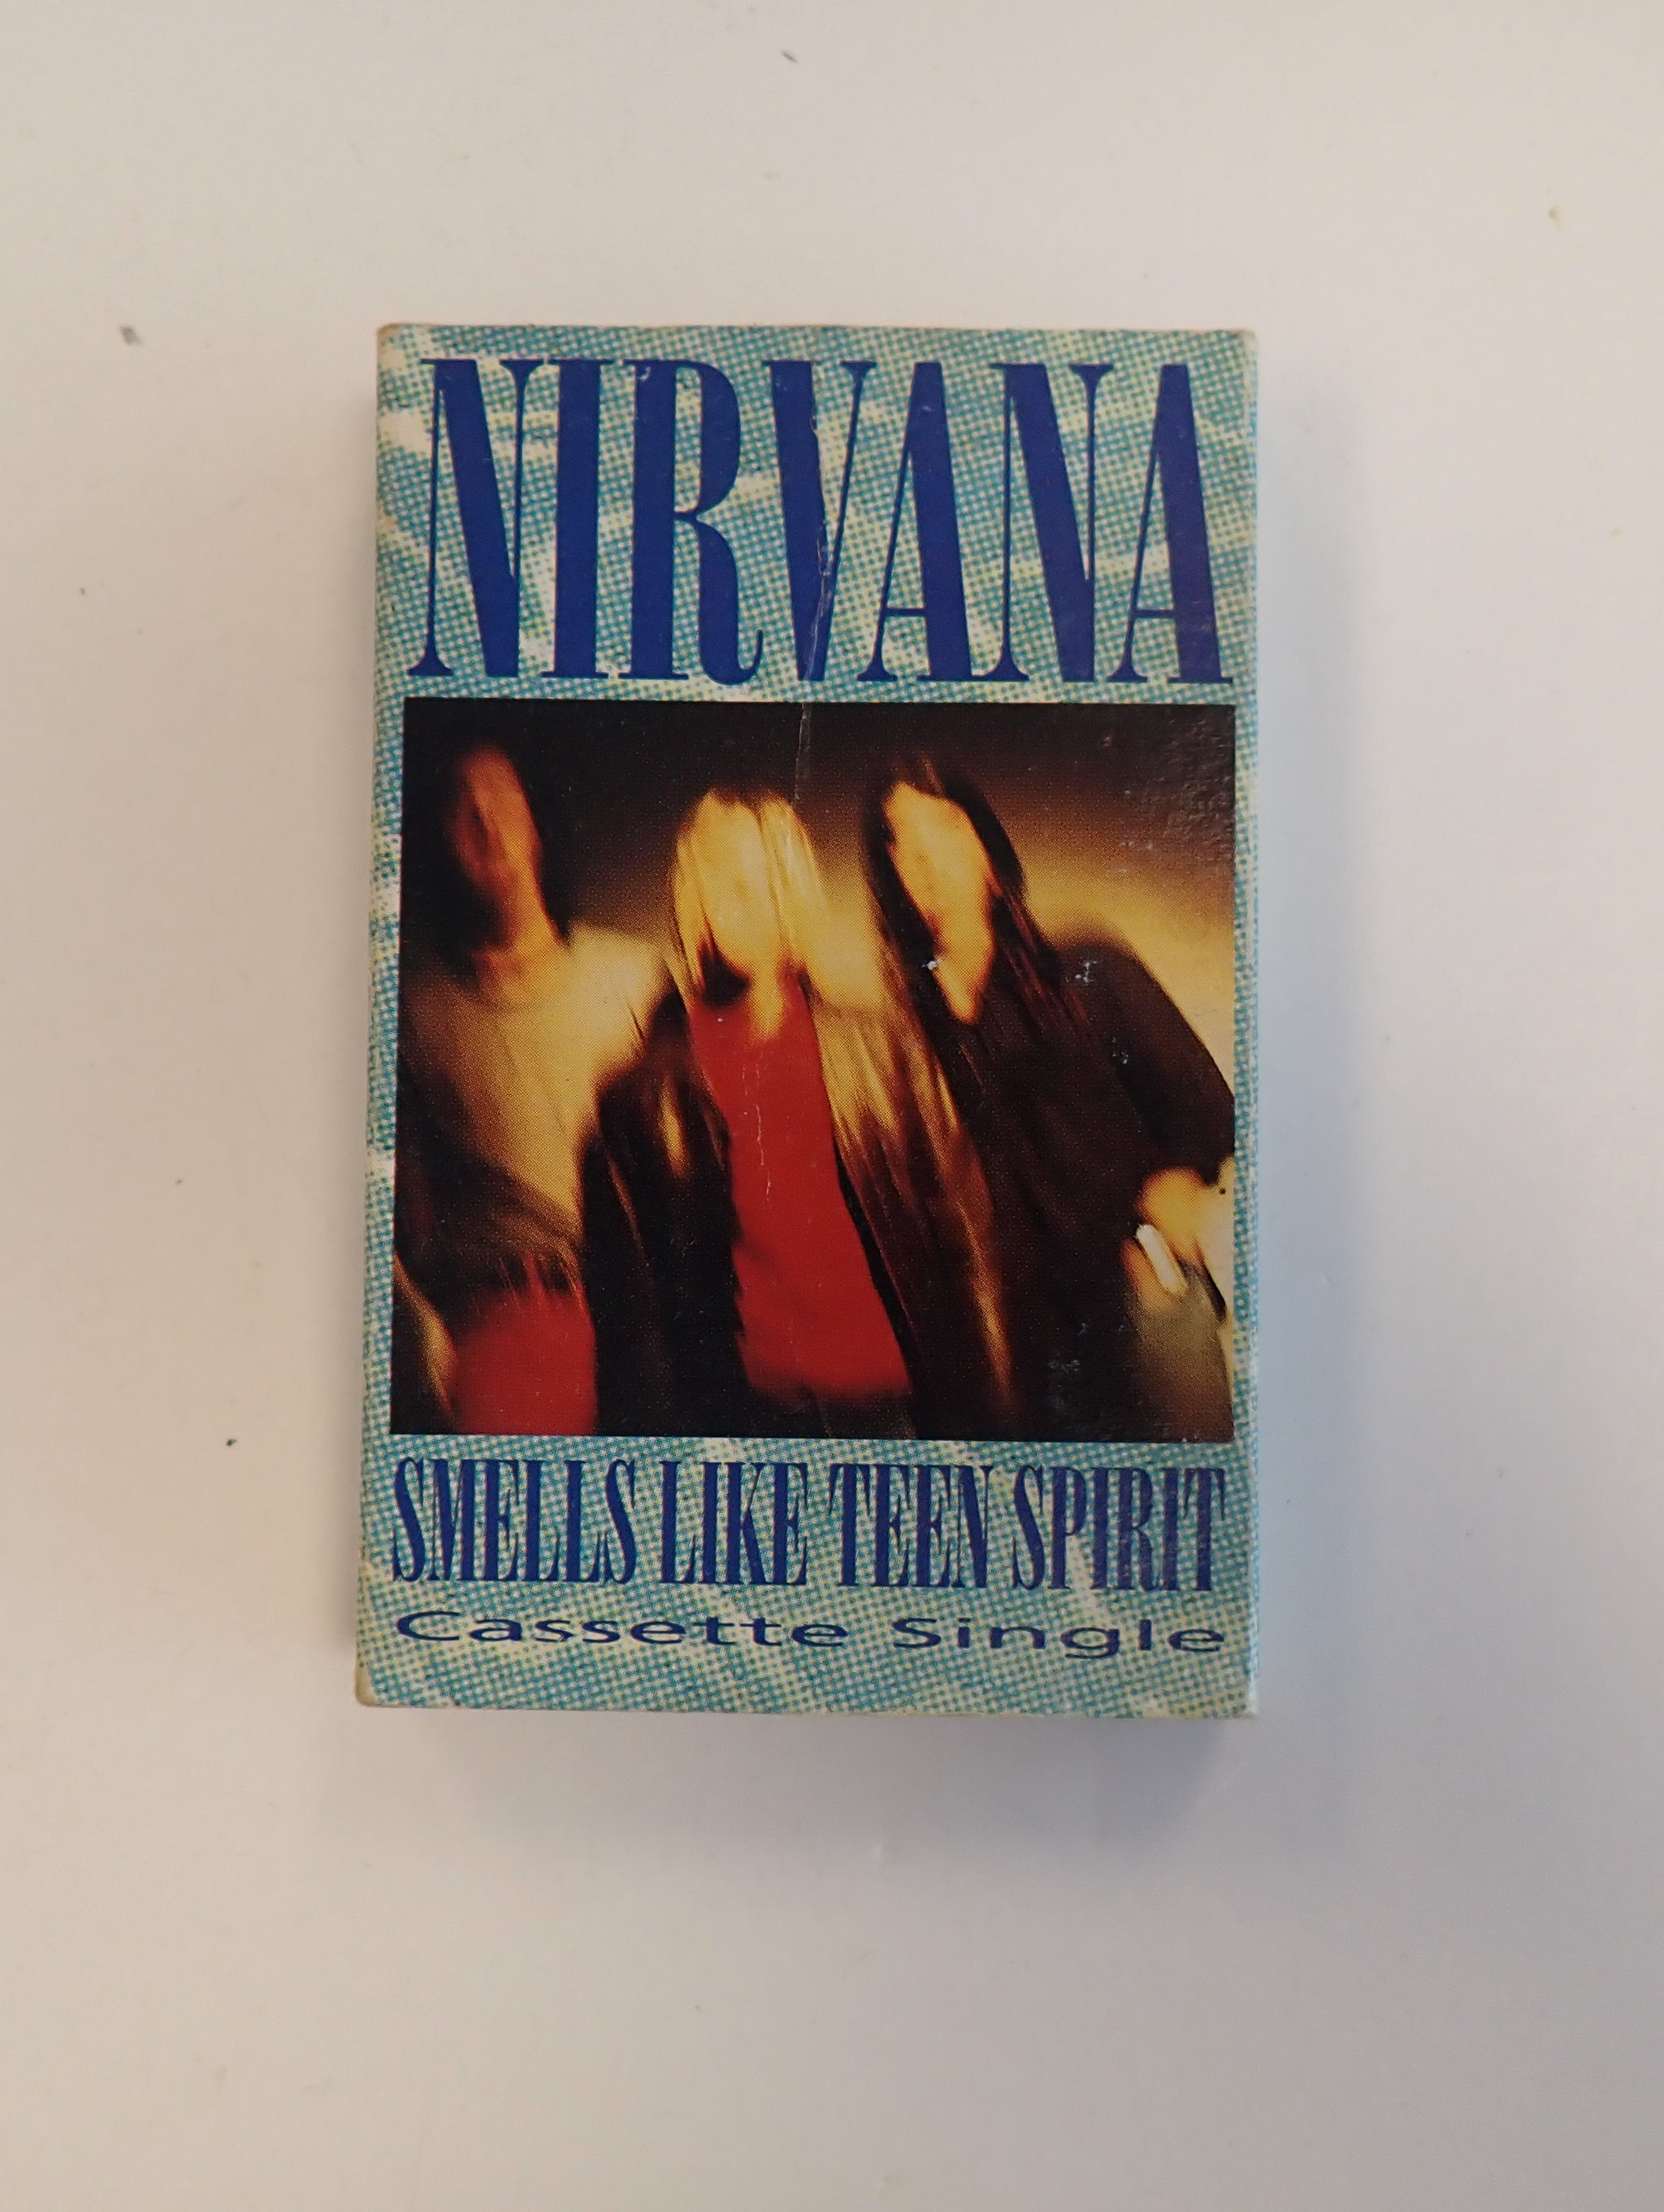 NIRVANA
SMELLS LIKE TEEN SPIRIT
Cassette Single